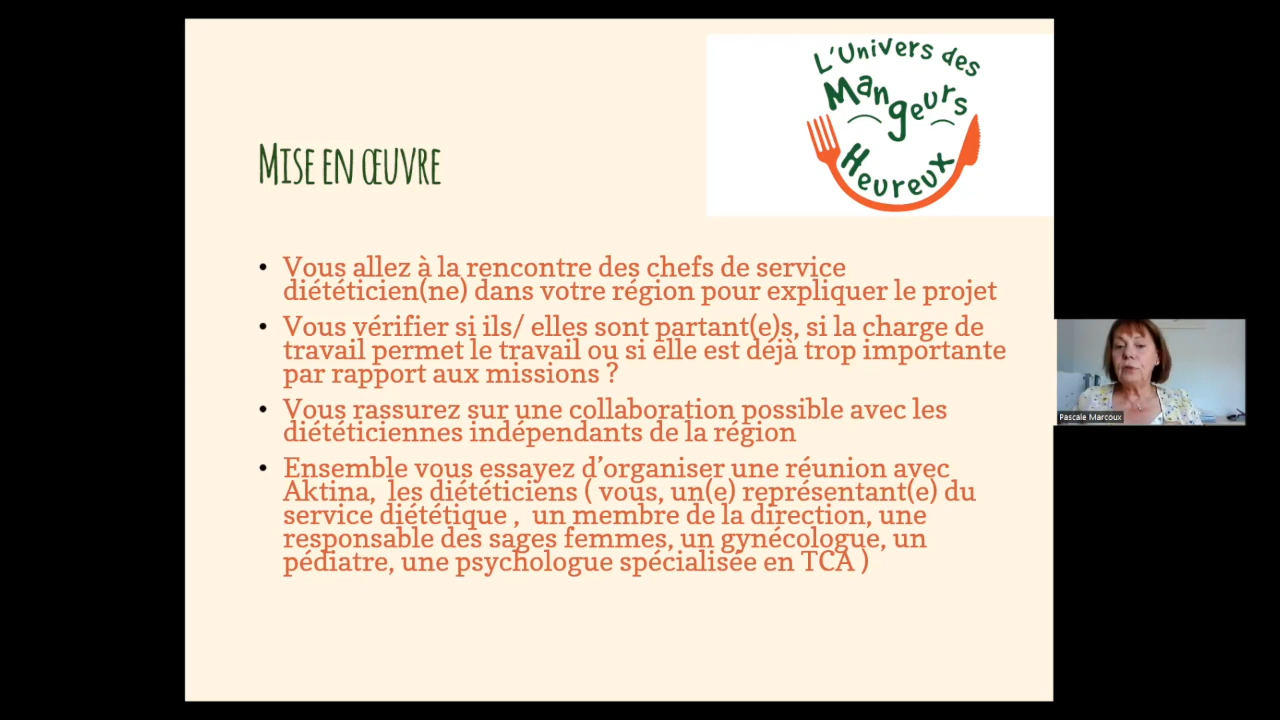 L'Univers des
Mangeurs
Heureux
Mise en œuvre
• Vous allez à la rencontre des chefs de service
diététicien(ne) dans votre région pour expliquer le projet
• Vous vérifier si ils/ elles sont partant(e)s, si la charge de
travail permet le travail ou si elle est déjà trop importante
par rapport aux missions ?
• Vous rassurez sur une collaboration possible avec les
diététiciennes indépendants de la région
• Ensemble vous essayez d'organiser une réunion avec
Aktina, les diététiciens ( vous, un(e) représentant(e) du
service diététique , un membre de la direction, une
responsable des sages femmes, un gynécologue, un
pédiatre, une psychologue spécialisée en TCA )
Pascale Marcoux